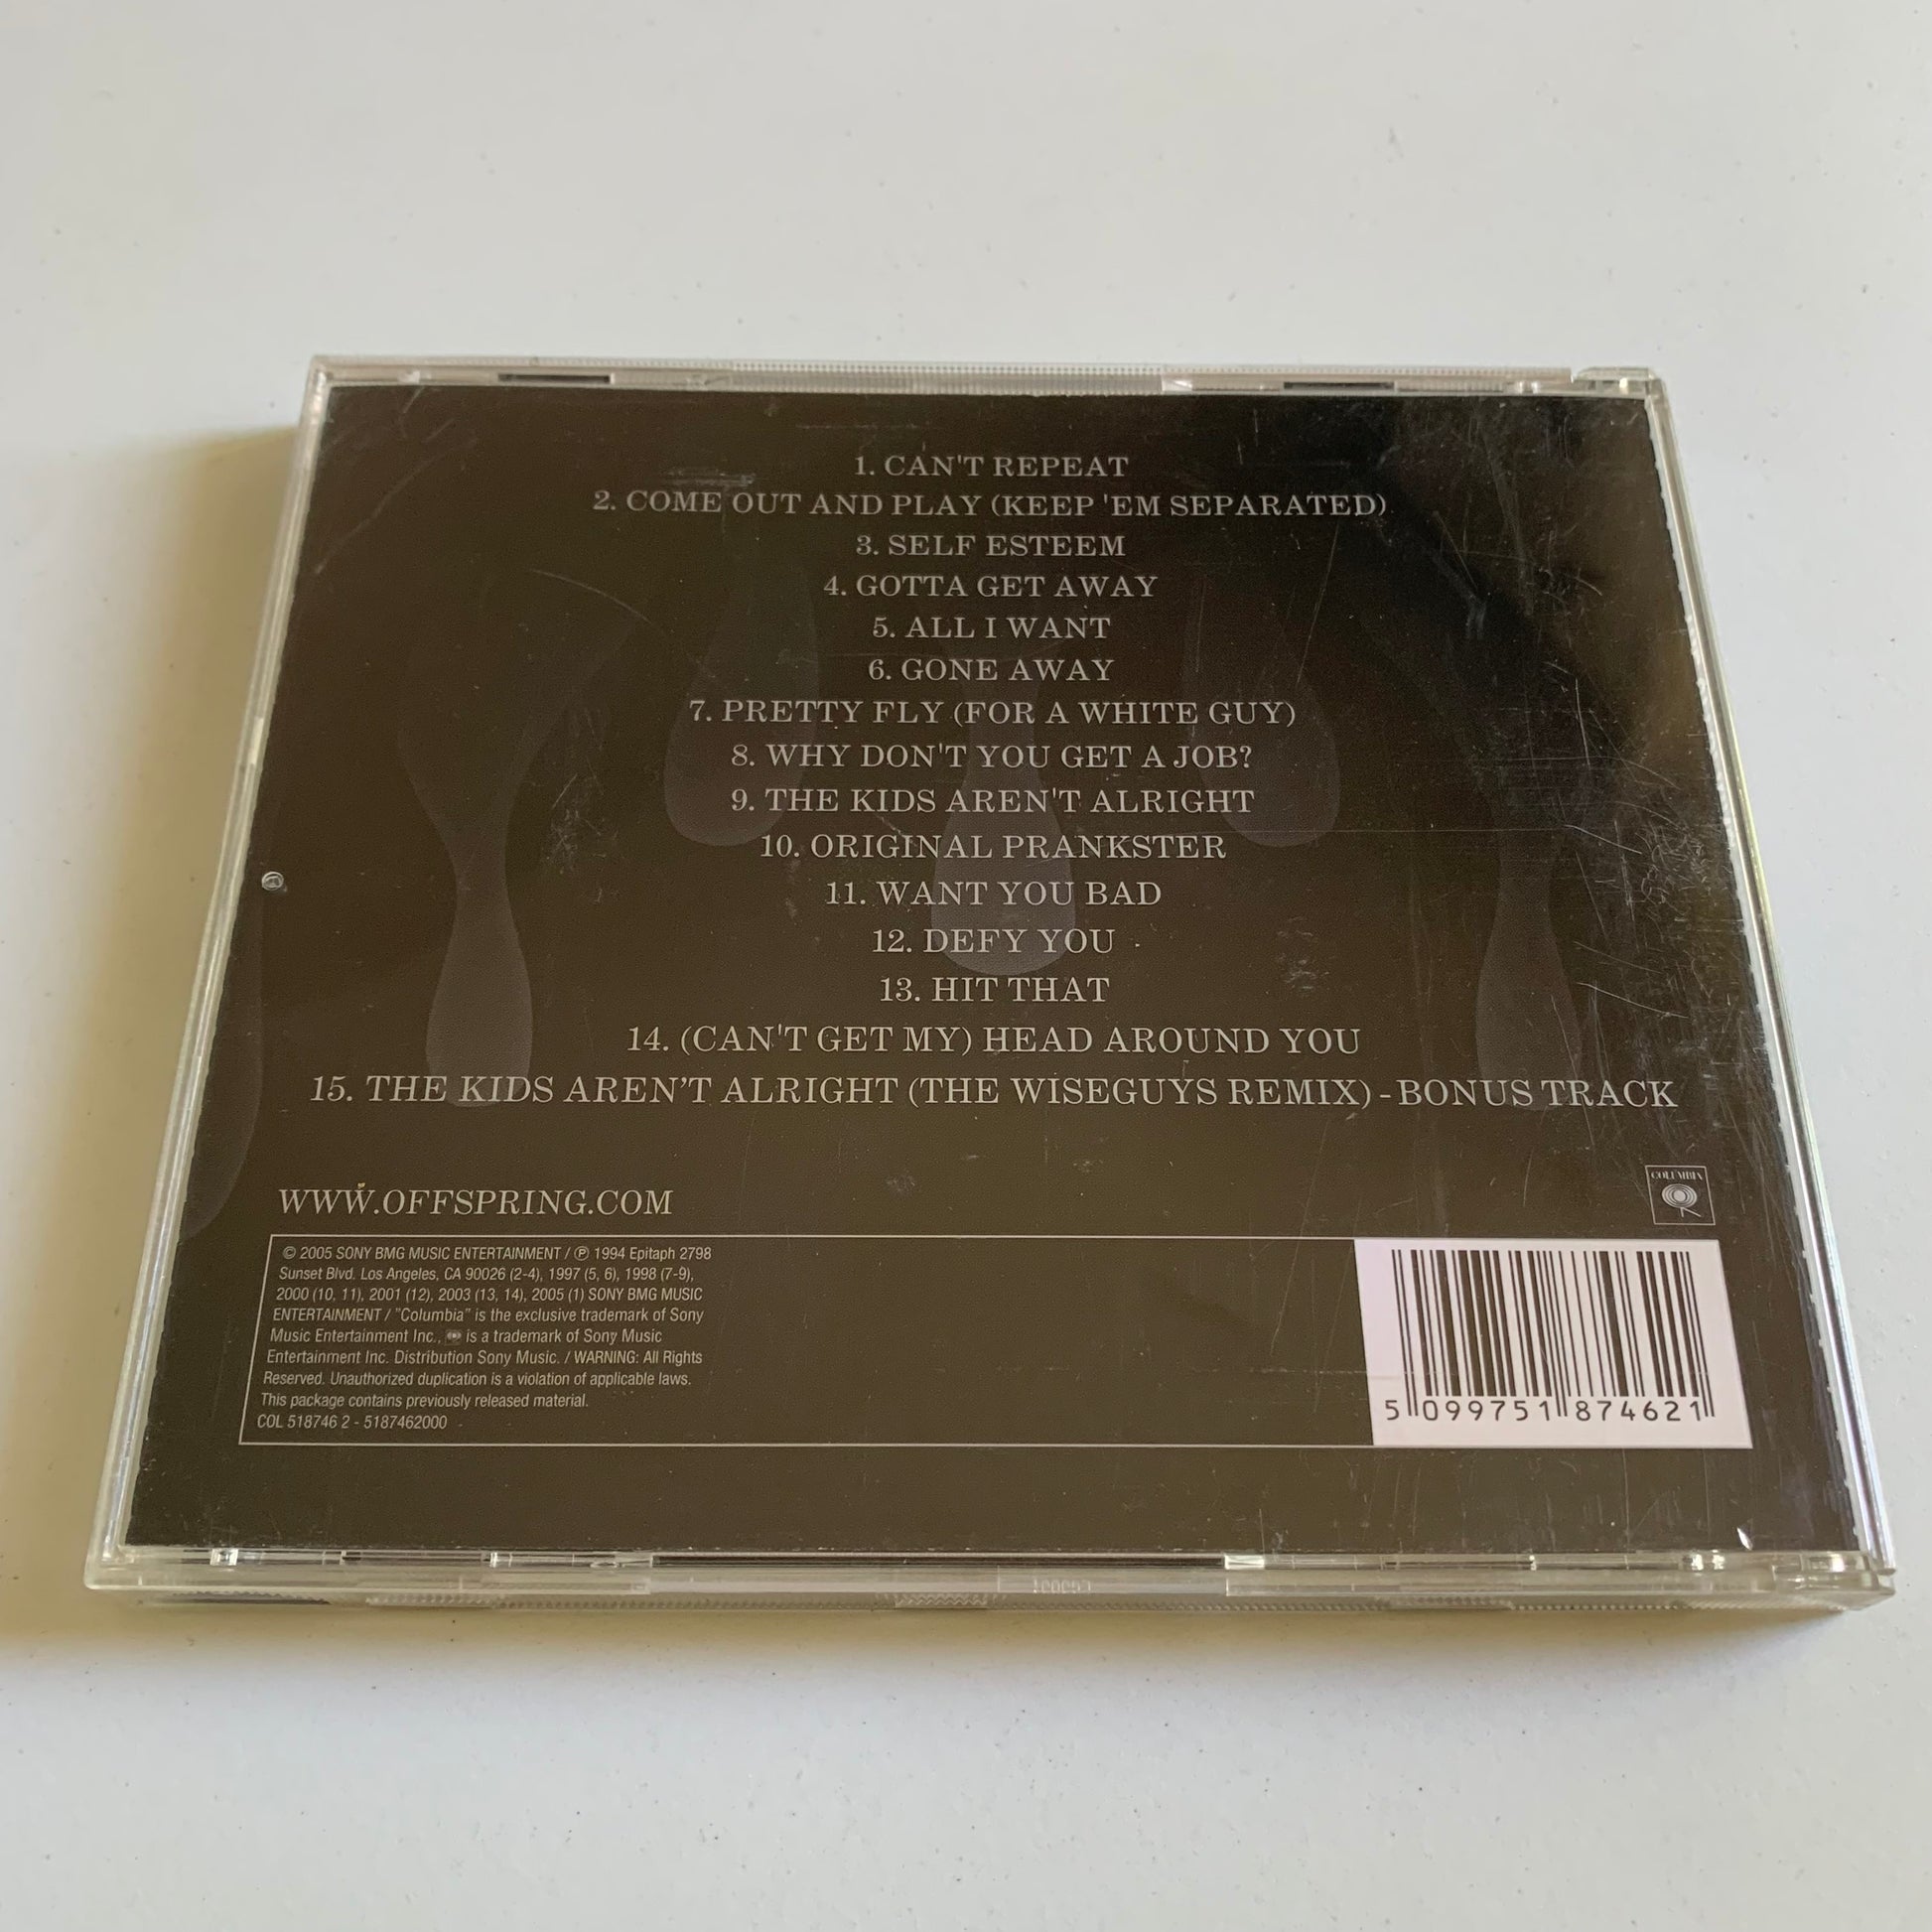 1. CAN'T REPEAT
2. COME OUT AND PLAY (KEEP 'EM SEPARATED)
3. SELF ESTEEM
4. GOTTA GET AWAY
5. ALL I WANT
6. GONE AWAY
7. PRETTY FLY (FOR A WHITE GUY)
8. WHY DON'T YOU GET A JOB?
9. THE KIDS AREN'T ALRIGHT
10. ORIGINAL PRANKSTER
11. WANT YOU BAD
12. DEFY YOU
13. HIT THAT
14. (CAN'T GET MY) HEAD AROUND YOU
15. THE KIDS AREN'T ALRIGHT (THE WISEGUYS REMIX) - BONUS TRACK
COLUMBIA
WWW.OFFSPRING.COM
© 2005 SONY BMG MUSIC ENTERTAINMENT / ℗ 1994 Epitaph 2798
Sunset Blvd. Los Angeles, CA 90026 (2-4), 1997 (5, 6), 1998 (7-9),
2000 (10, 11), 2001 (12), 2003 (13, 14), 2005 (1) SONY BMG MUSIC
ENTERTAINMENT / "Columbia" is the exclusive trademark of Sony
Music Entertainment Inc., is a trademark of Sony Music
Entertainment Inc. Distribution Sony Music. / WARNING: All Rights
Reserved. Unauthorized duplication is a violation of applicable laws.
This package contains previously released material.
COL 518746 2 - 5187462000
5 099751 874621